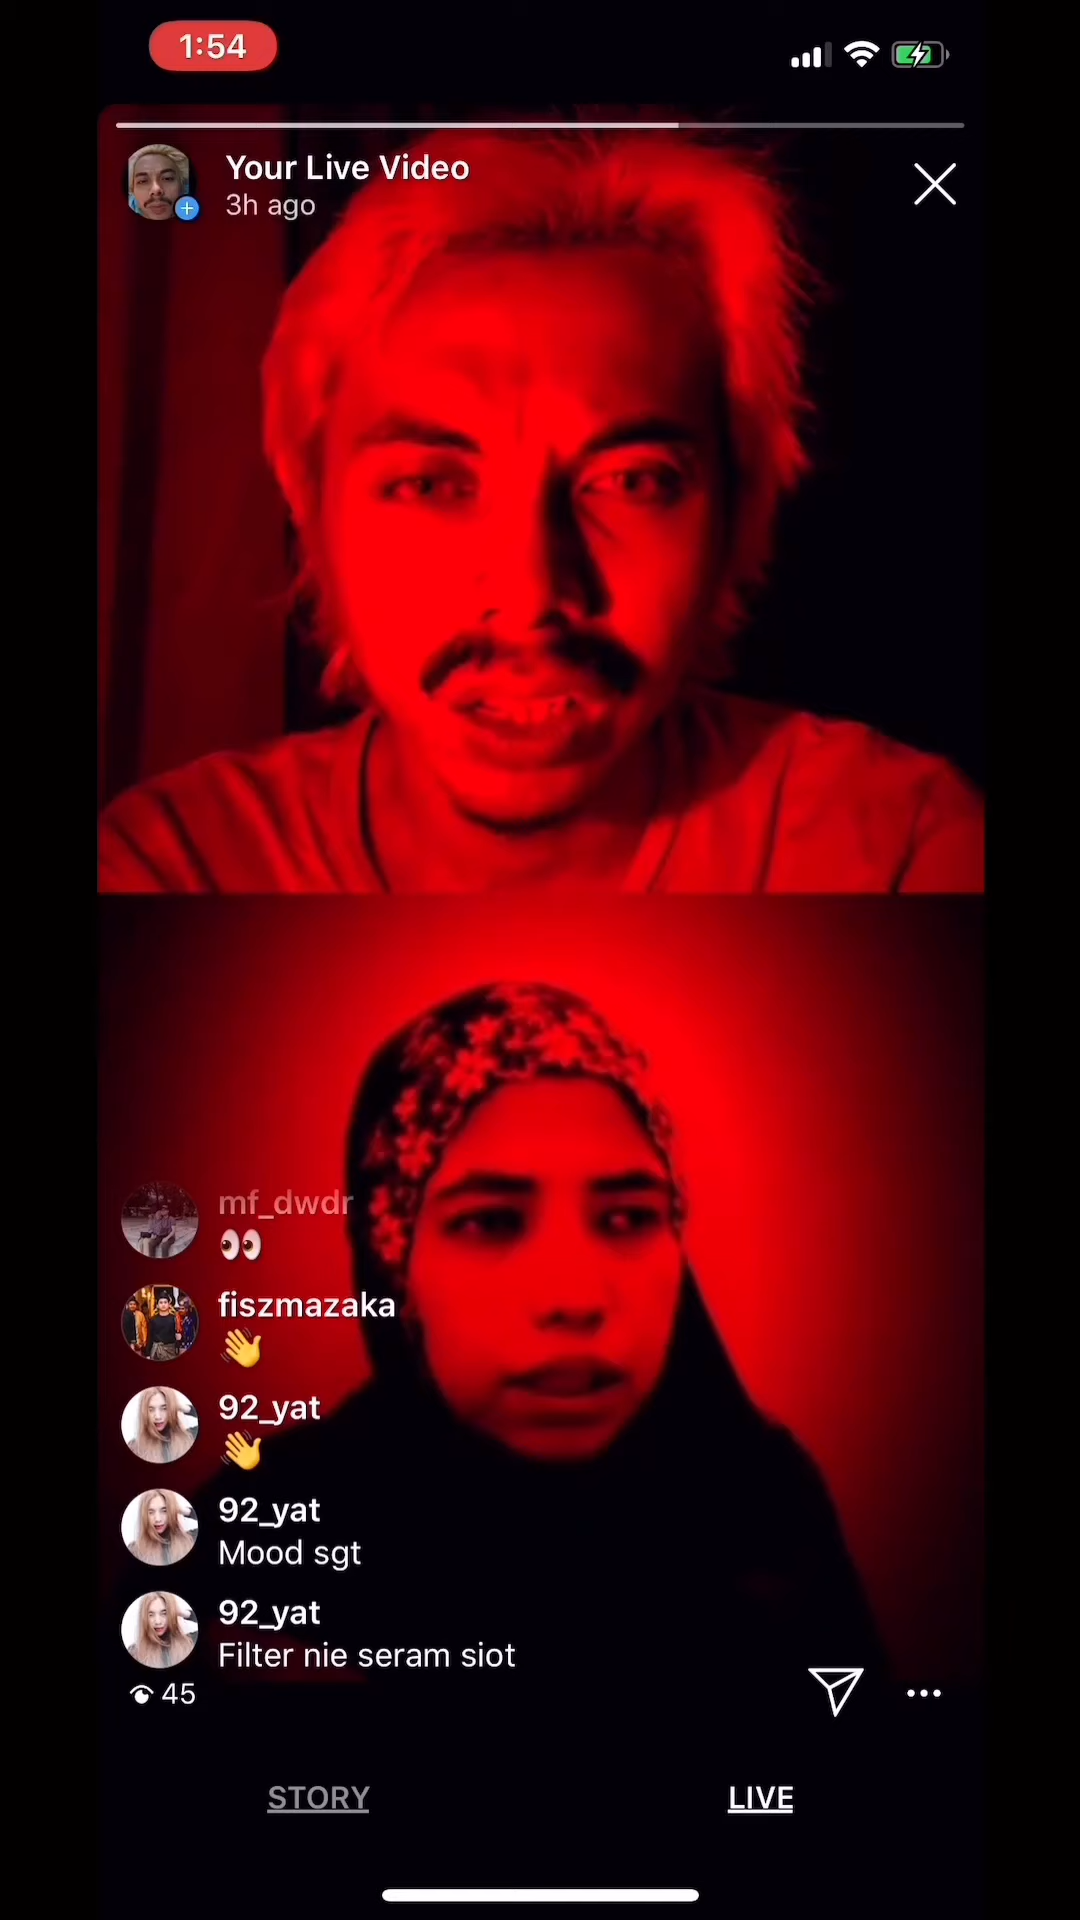 1:54
Your Live Video
3h ago
mf_dwdr
👀
fiszmazaka
👋
92_yat
👋
92_yat
Mood sgt
92_yat
Filter nie seram siot
45
STORY
LIVE